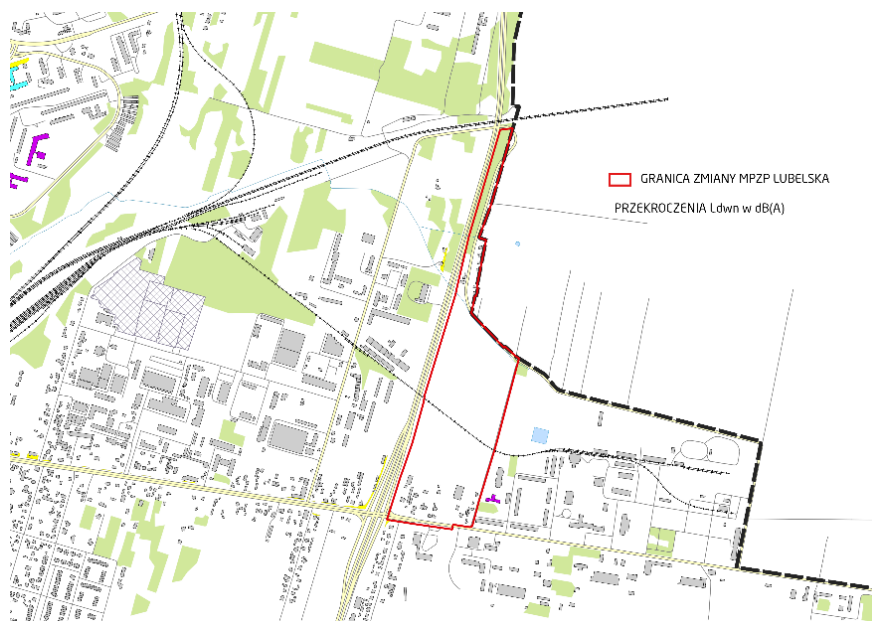 GRANICA ZMIANY MPZP LUBELSKA
PRZEKROCZENIA Ldwn w dB(A)